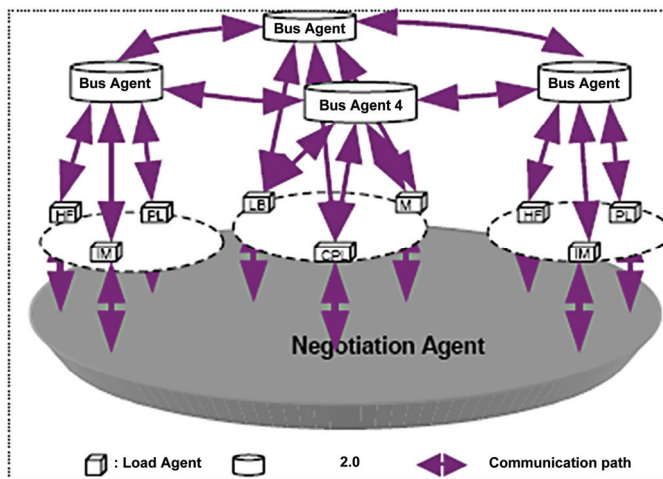 Bus Agent
Bus Agent
Bus Agent
Bus Agent 4
LB
M
HF
PL
HF
PL
IM
CPL
IM
Negotiation Agent
: Load Agent
2.0
Communication path